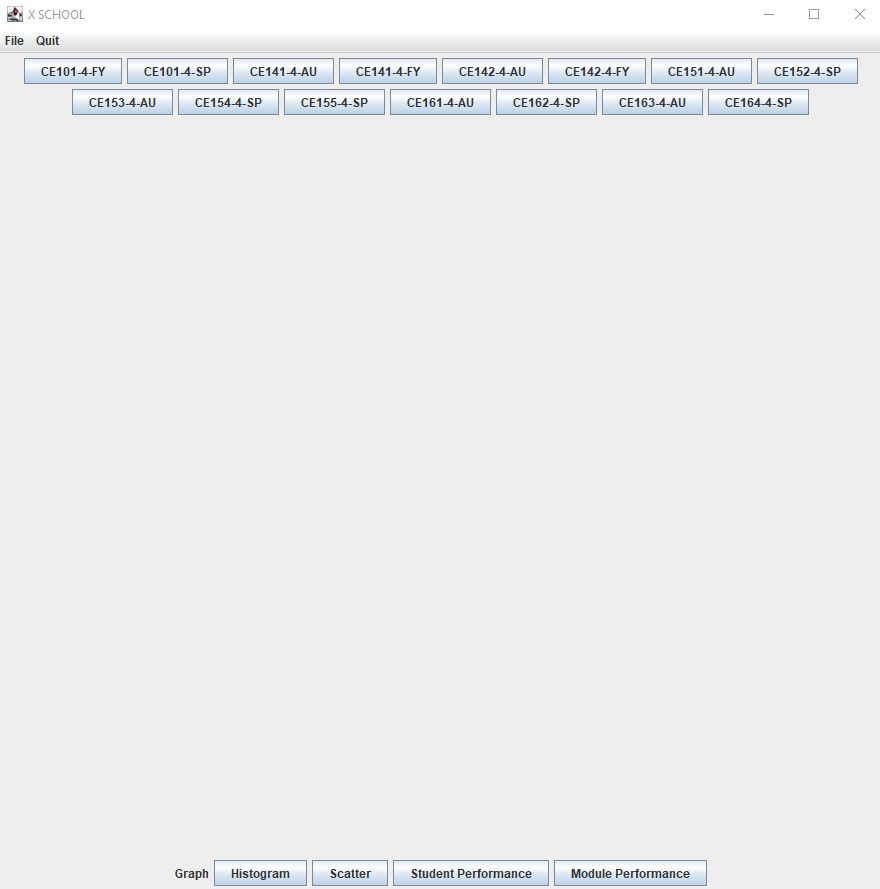 X SCHOOL
File Quit
CE101-4-FY CE101-4-SP CE141-4-AU CE141-4-FY CE142-4-AU CE142-4-FY CE151-4-AU CE152-4-SP
CE153-4-AU CE154-4-SP CE155-4-SP CE161-4-AU CE162-4-SP CE163-4-AU CE164-4-SP
Graph Histogram Scatter Student Performance Module Performance